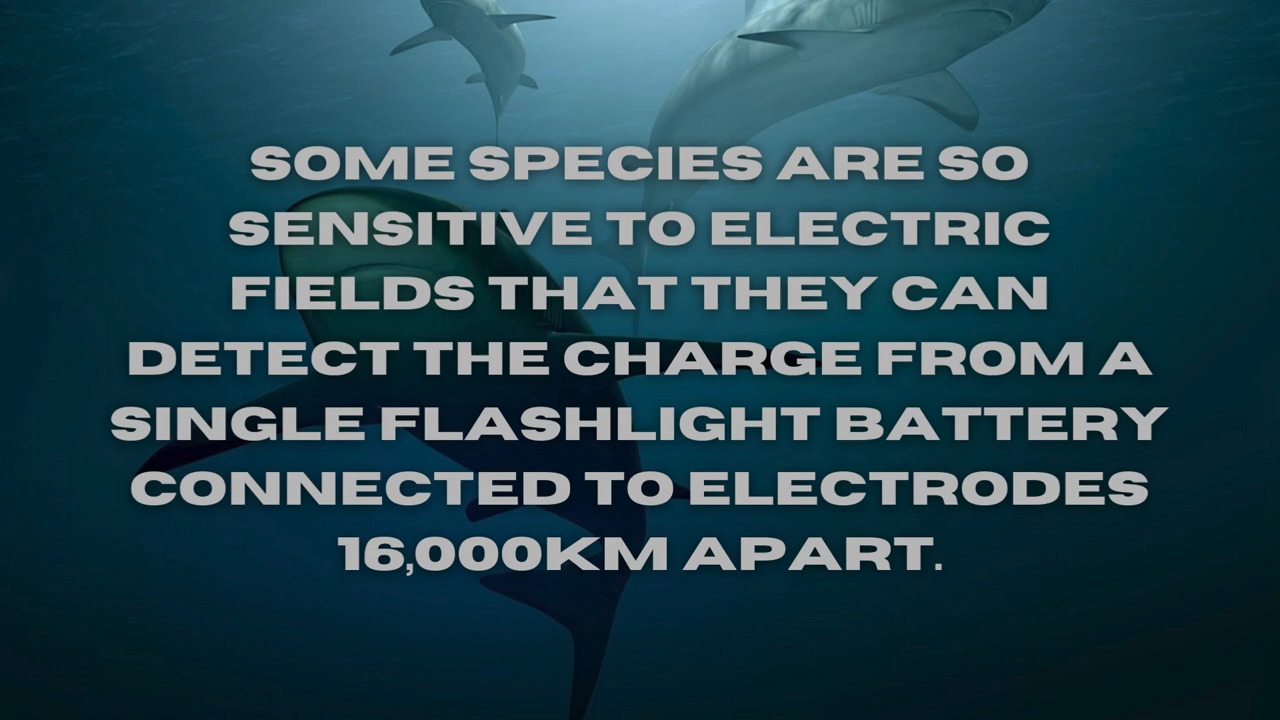 SOME SPECIES ARE SO
SENSITIVE TO ELECTRIC
FIELDS THAT THEY CAN
DETECT THE CHARGE FROM A
SINGLE FLASHLIGHT BATTERY
CONNECTED TO ELECTRODES
16,000KM APART.